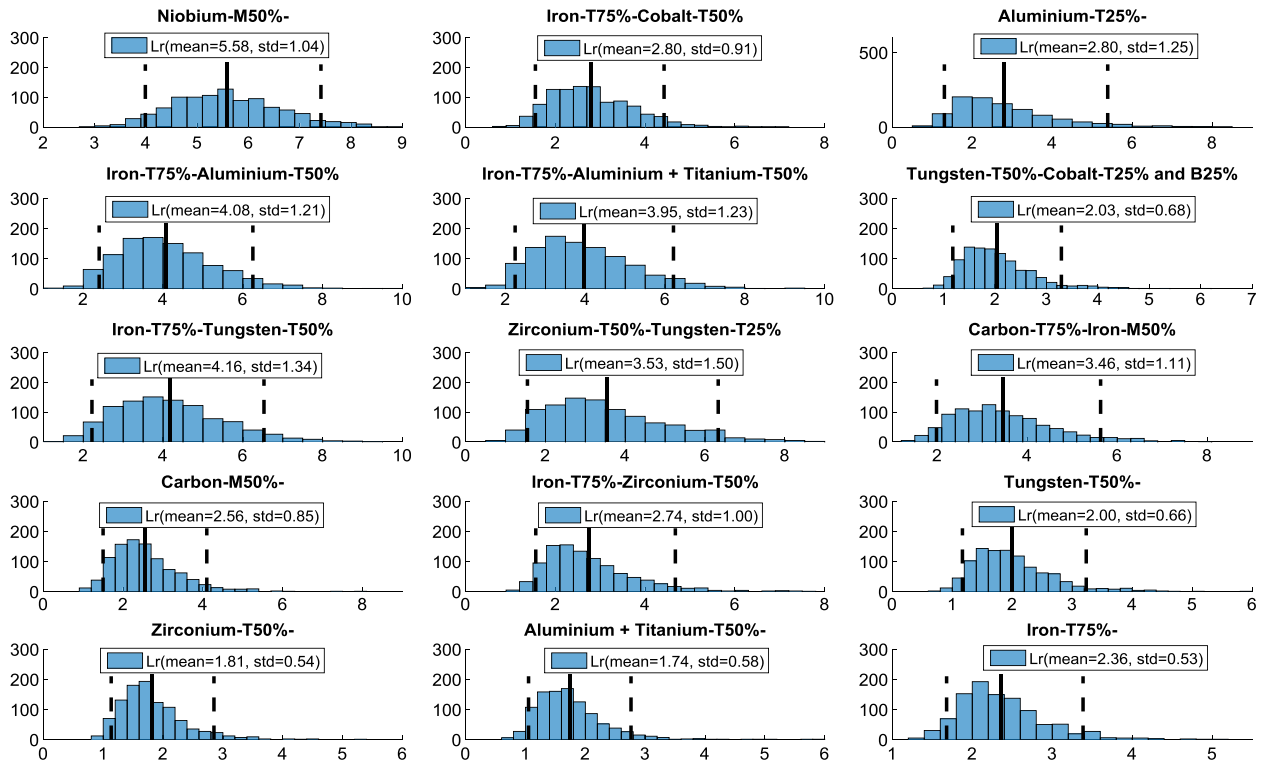 Niobium-M50%-
Lr(mean=5.58, std=1.04)
300
200
100
0
2 3 4 5 6 7 8 9
Iron-T75%-Cobalt-T50%
Lr(mean=2.80, std=0.91)
300
200
100
0
0 2 4 6 8
Aluminium-T25%-
Lr(mean=2.80, std=1.25)
500
0
0 2 4 6 8
Iron-T75%-Aluminium-T50%
Lr(mean=4.08, std=1.21)
300
200
100
0
2 4 6 8 10
Iron-T75%-Aluminium + Titanium-T50%
Lr(mean=3.95, std=1.23)
300
200
100
0
2 4 6 8 10
Tungsten-T50%-Cobalt-T25% and B25%
Lr(mean=2.03, std=0.68)
300
200
100
0
0 1 2 3 4 5 6 7
Iron-T75%-Tungsten-T50%
Lr(mean=4.16, std=1.34)
300
200
100
0
2 4 6 8 10
Zirconium-T50%-Tungsten-T25%
Lr(mean=3.53, std=1.50)
300
200
100
0
0 2 4 6 8
Carbon-T75%-Iron-M50%
Lr(mean=3.46, std=1.11)
300
200
100
0
2 4 6 8
Carbon-M50%-
Lr(mean=2.56, std=0.85)
300
200
100
0
0 2 4 6 8
Iron-T75%-Zirconium-T50%
Lr(mean=2.74, std=1.00)
300
200
100
0
0 2 4 6 8
Tungsten-T50%-
Lr(mean=2.00, std=0.66)
300
200
100
0
0 1 2 3 4 5 6
Zirconium-T50%-
Lr(mean=1.81, std=0.54)
300
200
100
0
0 1 2 3 4 5 6
Aluminium + Titanium-T50%-
Lr(mean=1.74, std=0.58)
300
200
100
0
0 1 2 3 4 5 6
Iron-T75%-
Lr(mean=2.36, std=0.53)
300
200
100
0
1 2 3 4 5